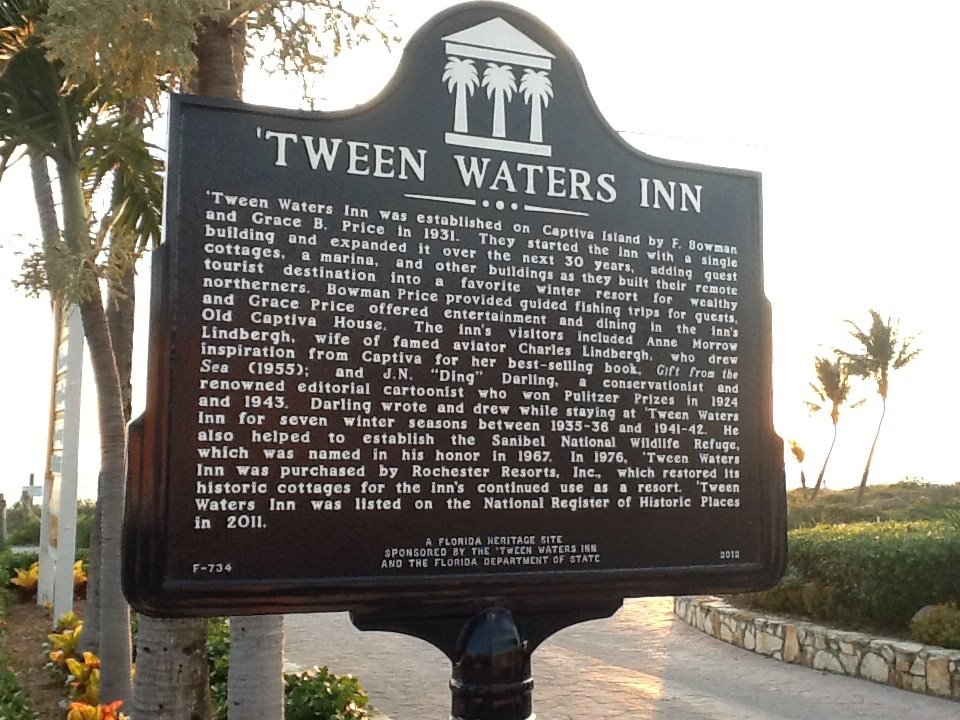 'TWEEN WATERS INN
'Tween Waters Inn was established on Captiva Island by F. Bowman
and Grace B. Price in 1931. They started the inn with a single
building and expanded it over the next 30 years, adding guest
cottages, a marina, and other buildings as they built their remote
tourist destination into a favorite winter resort for wealthy
northerners. Bowman Price provided guided fishing trips for guests,
and Grace Price offered entertainment and dining in the inn's
Old Captiva House. The inn's visitors included Anne Morrow
Lindbergh, wife of famed aviator Charles Lindbergh, who drew
inspiration from Captiva for her best-selling book, Gift from the
Sea (1955); and J.N. "Ding" Darling, a conservationist and
renowned editorial cartoonist who won Pulitzer Prizes in 1924
and 1943. Darling wrote and drew while staying at 'Tween Waters
Inn for seven winter seasons between 1935-36 and 1941-42. He
also helped to establish the Sanibel National Wildlife Refuge,
which was named in his honor in 1967. In 1976, 'Tween Waters
Inn was purchased by Rochester Resorts, Inc., which restored its
historic cottages for the inn's continued use as a resort. 'Tween
Waters Inn was listed on the National Register of Historic Places
in 2011.
A FLORIDA HERITAGE SITE
SPONSORED BY THE 'TWEEN WATERS INN
AND THE FLORIDA DEPARTMENT OF STATE
F-734
2012